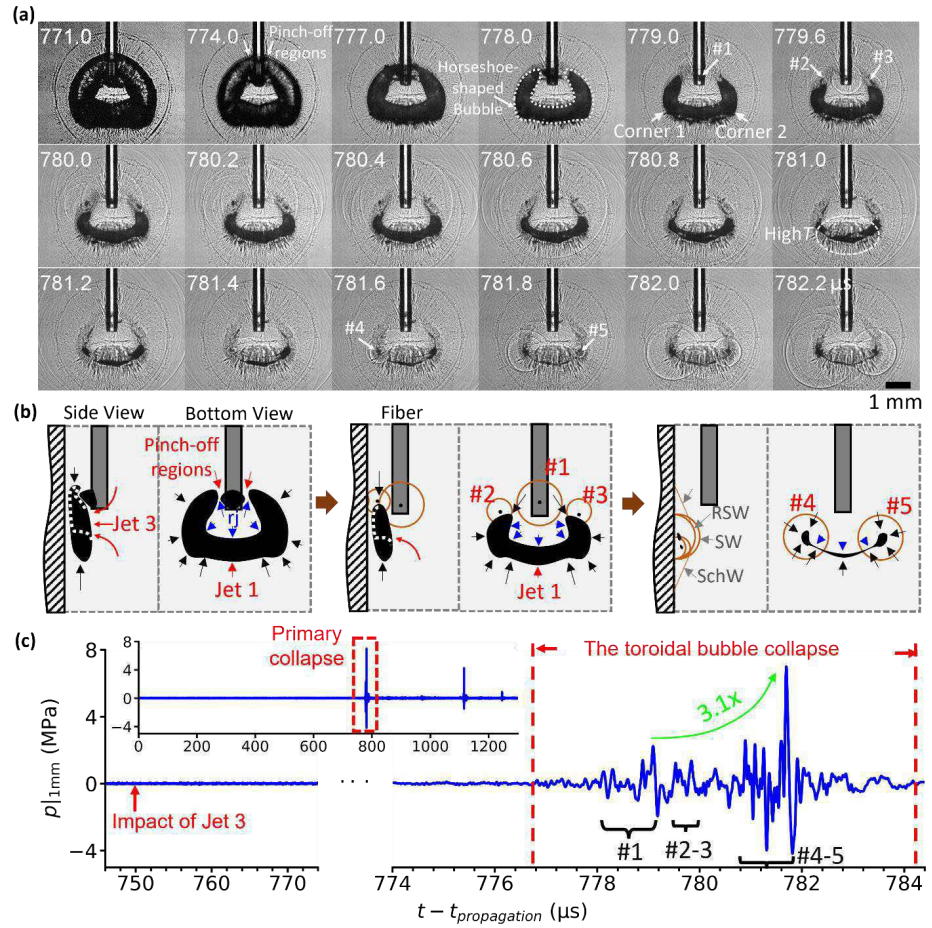 (a)
771.0
774.0
Pinch-off
regions
777.0
778.0
Horseshoe-
shaped
Bubble
779.0
#1
Corner 1
Corner 2
779.6
#2
#3
780.0
780.2
780.4
780.6
780.8
781.0
HighT
781.2
781.4
781.6
#4
781.8
#5
782.0
782.2 µs
1 mm
(b)
Side View
Bottom View
Fiber
Pinch-off
regions
Jet 3
rj
Jet 1
#1
#2
#3
Jet 1
RSW
SW
SchW
#4
#5
(c)
Primary
collapse
The toroidal bubble collapse
3.1x
8
4
0
−4
0
200
400
600
800
1000
1200
8
4
0
−4
p|1mm (MPa)
Impact of Jet 3
. . .
#1
#2-3
#4-5
750
760
770
774
776
778
780
782
784
t − tpropagation (µs)